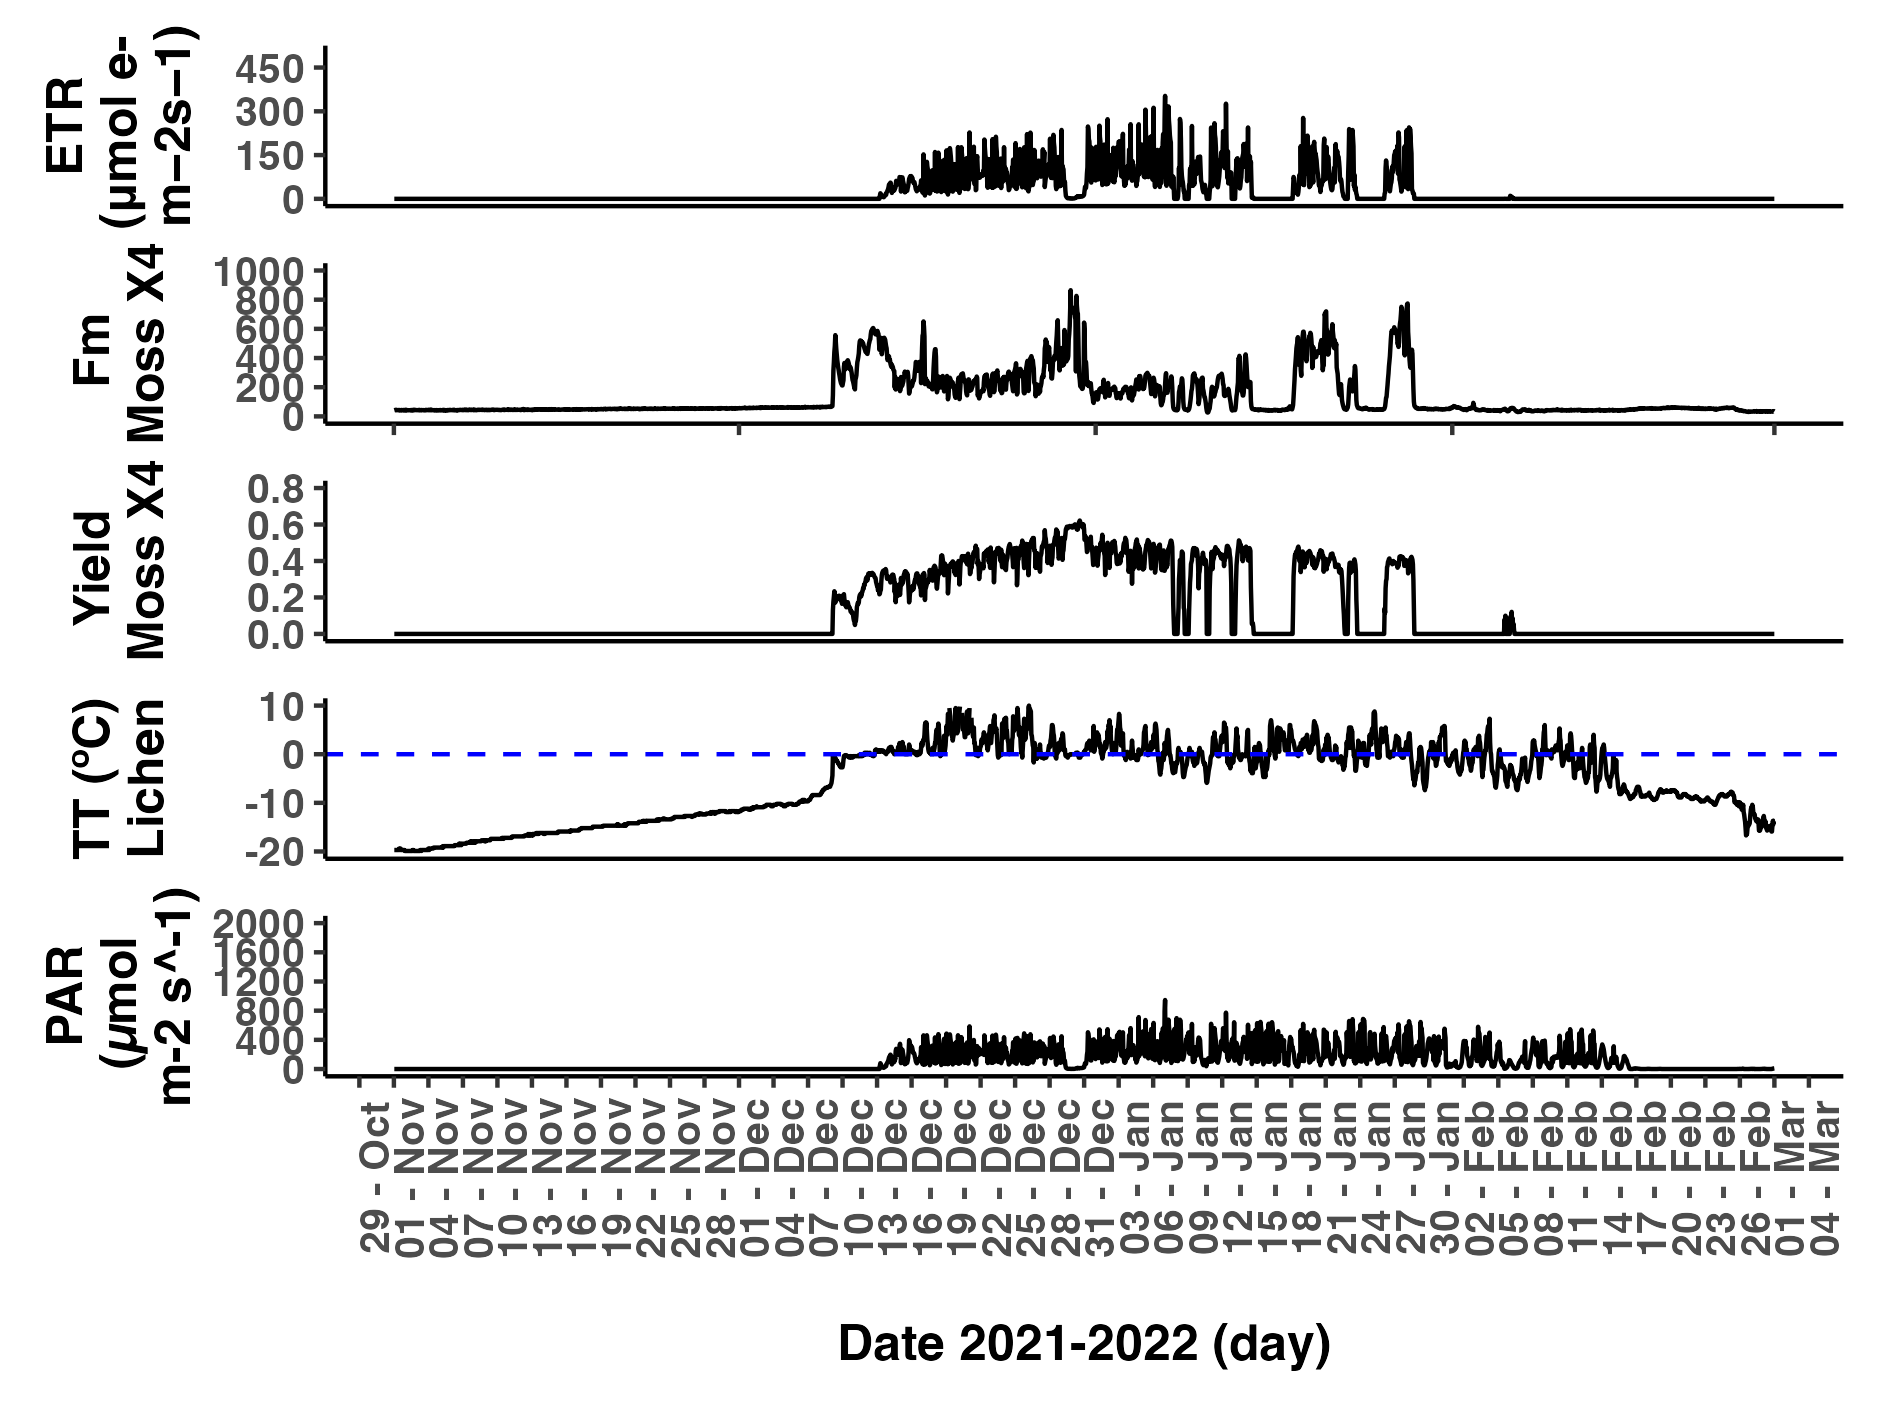 ETR
(µmol e-
m−2s−1)
450
300
150
0
Fm
Moss X4
1000
800
600
400
200
0
Yield
Moss X4
0.8
0.6
0.4
0.2
0.0
TT (ºC)
Lichen
10
0
-10
-20
PAR
(µmol
m-2 s^-1)
2000
1600
1200
800
400
0
29 - Oct
01 - Nov
04 - Nov
07 - Nov
10 - Nov
13 - Nov
16 - Nov
19 - Nov
22 - Nov
25 - Nov
28 - Nov
01 - Dec
04 - Dec
07 - Dec
10 - Dec
13 - Dec
16 - Dec
19 - Dec
22 - Dec
25 - Dec
28 - Dec
31 - Dec
03 - Jan
06 - Jan
09 - Jan
12 - Jan
15 - Jan
18 - Jan
21 - Jan
24 - Jan
27 - Jan
30 - Jan
02 - Feb
05 - Feb
08 - Feb
11 - Feb
14 - Feb
17 - Feb
20 - Feb
23 - Feb
26 - Feb
01 - Mar
04 - Mar
Date 2021-2022 (day)